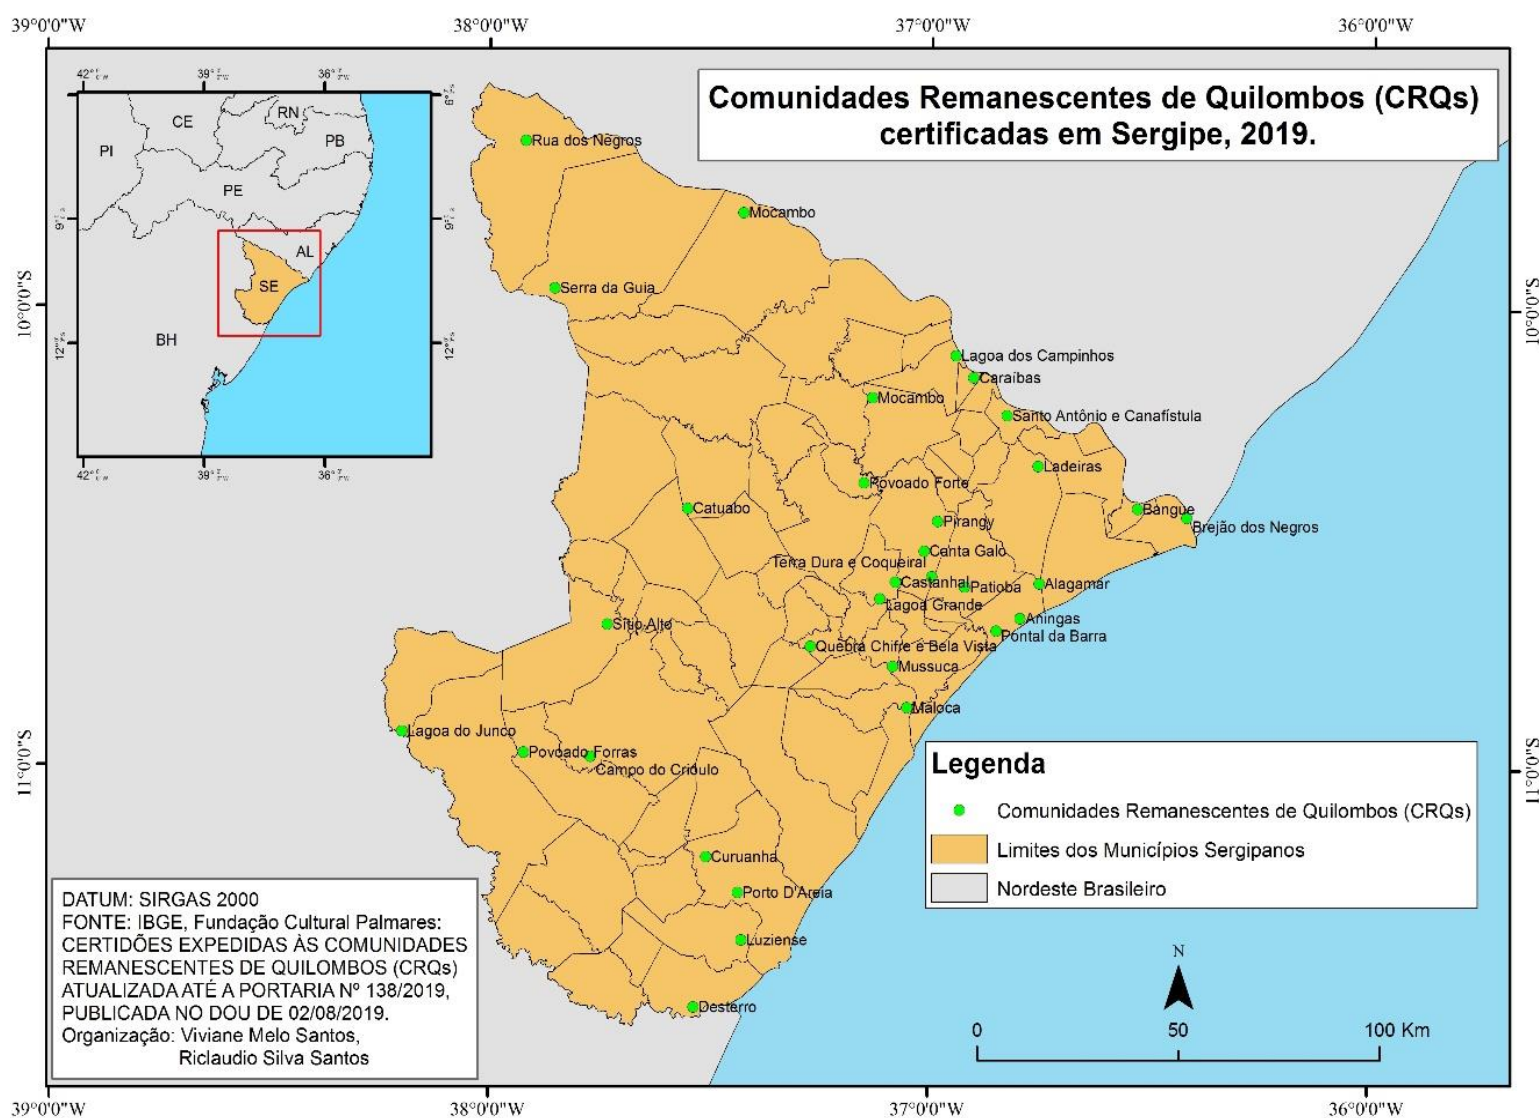 39°0'0"W
38°0'0"W
37°0'0"W
36°0'0"W
Comunidades Remanescentes de Quilombos (CRQs)
certificadas em Sergipe, 2019.
CE
RN
PB
PI
PE
AL
SE
BH
10°0'0"S
10°0'0"S
11°0'0"S
11°0'0"S
Rua dos Negros
Mocambo
Serra da Guia
Lagoa dos Campinhos
Caraíbas
Mocambo
Santo Antônio e Canafístula
Ladeiras
Povoado Forte
Catuabo
Bangue
Pirangy
Brejão dos Negros
Canta Galo
Terra Dura e Coqueiral
Castanhal
Patioba
Alagamar
Lagoa Grande
Aningas
Sítio Alto
Pontal da Barra
Quebra Chifre e Bela Vista
Mussuca
Maloca
Lagoa do Junco
Povoado Forras
Campo do Crioulo
Curuanha
Porto D'Areia
Luziense
Desterro
Legenda
Comunidades Remanescentes de Quilombos (CRQs)
Limites dos Municípios Sergipanos
Nordeste Brasileiro
DATUM: SIRGAS 2000
FONTE: IBGE, Fundação Cultural Palmares:
CERTIDÕES EXPEDIDAS ÀS COMUNIDADES
REMANESCENTES DE QUILOMBOS (CRQs)
ATUALIZADA ATÉ A PORTARIA Nº 138/2019,
PUBLICADA NO DOU DE 02/08/2019.
Organização: Viviane Melo Santos,
Riclaudio Silva Santos
N
0 50 100 Km
39°0'0"W
38°0'0"W
37°0'0"W
36°0'0"W